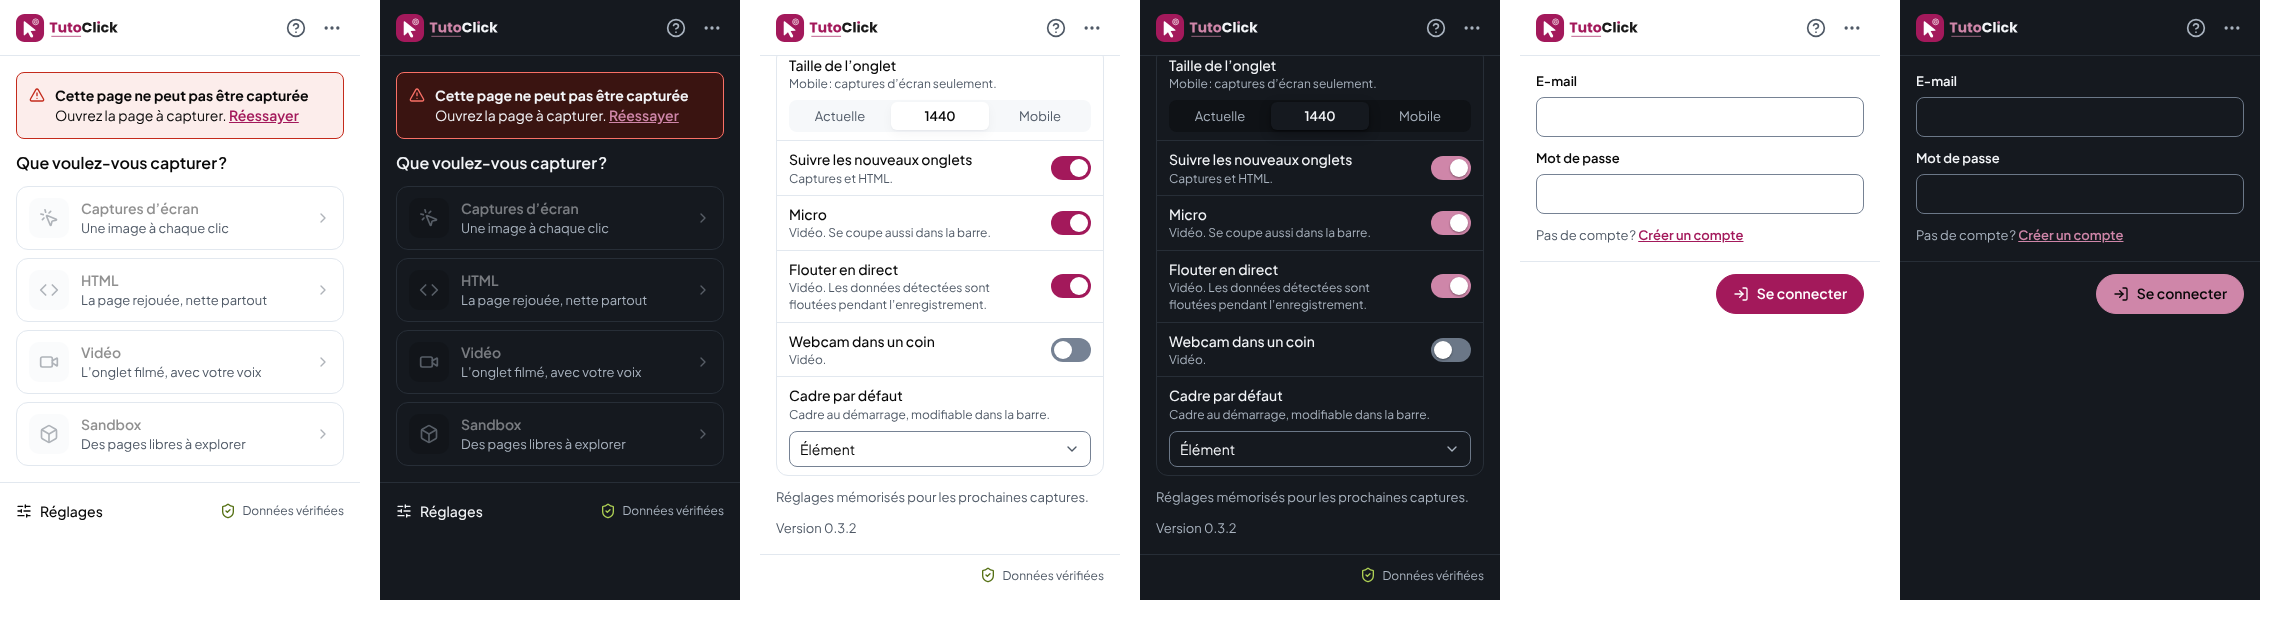 TutoClick
Cette page ne peut pas être capturée
Ouvrez la page à capturer. Réessayer
Que voulez-vous capturer ?
Captures d’écran
Une image à chaque clic
HTML
La page rejouée, nette partout
Vidéo
L’onglet filmé, avec votre voix
Sandbox
Des pages libres à explorer
Réglages
Données vérifiées
TutoClick
Cette page ne peut pas être capturée
Ouvrez la page à capturer. Réessayer
Que voulez-vous capturer ?
Captures d’écran
Une image à chaque clic
HTML
La page rejouée, nette partout
Vidéo
L’onglet filmé, avec votre voix
Sandbox
Des pages libres à explorer
Réglages
Données vérifiées
TutoClick
Taille de l’onglet
Mobile : captures d’écran seulement.
Actuelle 1440 Mobile
Suivre les nouveaux onglets
Captures et HTML.
Micro
Vidéo. Se coupe aussi dans la barre.
Flouter en direct
Vidéo. Les données détectées sont
floutées pendant l’enregistrement.
Webcam dans un coin
Vidéo.
Cadre par défaut
Cadre au démarrage, modifiable dans la barre.
Élément
Réglages mémorisés pour les prochaines captures.
Version 0.3.2
Données vérifiées
TutoClick
Taille de l’onglet
Mobile : captures d’écran seulement.
Actuelle 1440 Mobile
Suivre les nouveaux onglets
Captures et HTML.
Micro
Vidéo. Se coupe aussi dans la barre.
Flouter en direct
Vidéo. Les données détectées sont
floutées pendant l’enregistrement.
Webcam dans un coin
Vidéo.
Cadre par défaut
Cadre au démarrage, modifiable dans la barre.
Élément
Réglages mémorisés pour les prochaines captures.
Version 0.3.2
Données vérifiées
TutoClick
E-mail
Mot de passe
Pas de compte ? Créer un compte
Se connecter
TutoClick
E-mail
Mot de passe
Pas de compte ? Créer un compte
Se connecter